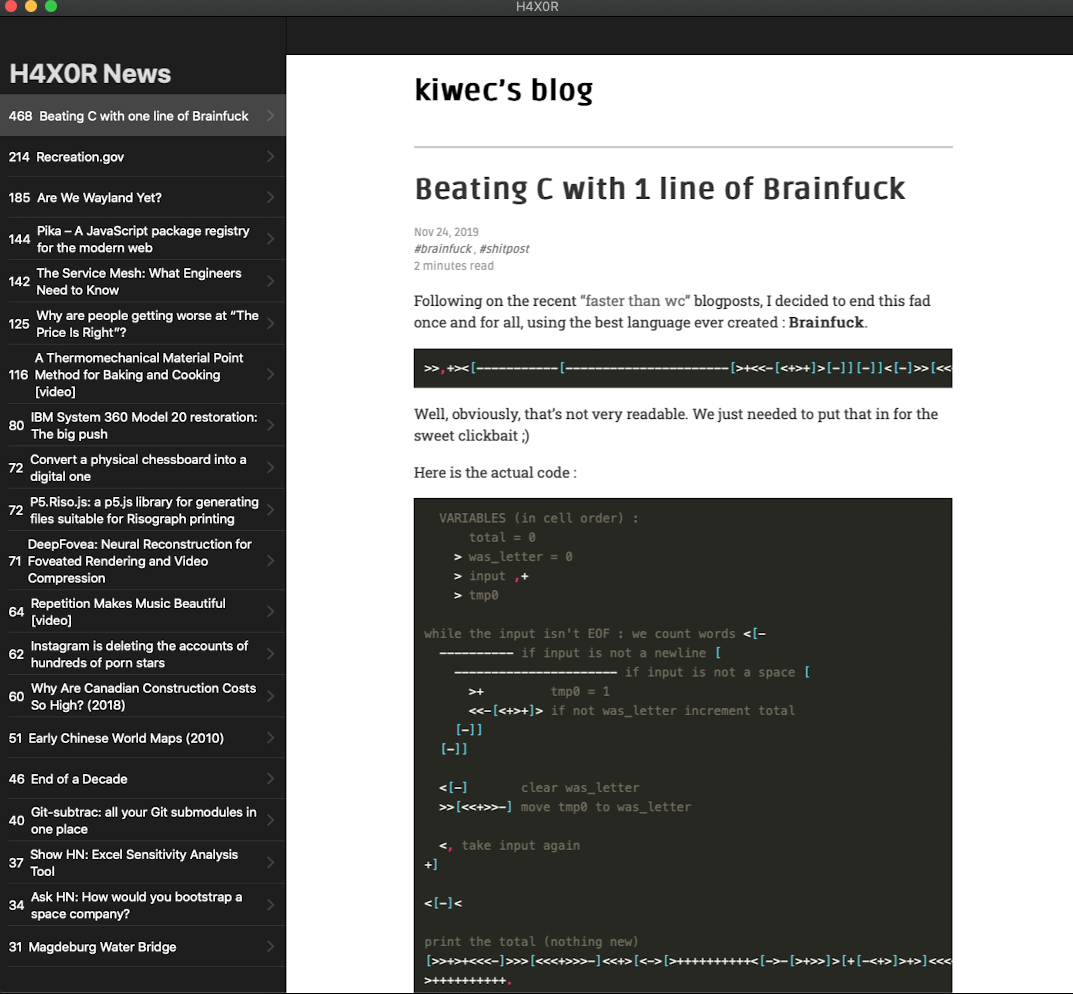 H4X0R
H4X0R News
468 Beating C with one line of Brainfuck
214 Recreation.gov
185 Are We Wayland Yet?
144 Pika – A JavaScript package registry
for the modern web
142 The Service Mesh: What Engineers
Need to Know
125 Why are people getting worse at “The
Price Is Right”?
116 A Thermomechanical Material Point
Method for Baking and Cooking
[video]
80 IBM System 360 Model 20 restoration:
The big push
72 Convert a physical chessboard into a
digital one
72 P5.Riso.js: a p5.js library for generating
files suitable for Risograph printing
71 DeepFovea: Neural Reconstruction for
Foveated Rendering and Video
Compression
64 Repetition Makes Music Beautiful
[video]
62 Instagram is deleting the accounts of
hundreds of porn stars
60 Why Are Canadian Construction Costs
So High? (2018)
51 Early Chinese World Maps (2010)
46 End of a Decade
40 Git-subtrac: all your Git submodules in
one place
37 Show HN: Excel Sensitivity Analysis
Tool
34 Ask HN: How would you bootstrap a
space company?
31 Magdeburg Water Bridge
kiwec's blog
Beating C with 1 line of Brainfuck
Nov 24, 2019
#brainfuck , #shitpost
2 minutes read
Following on the recent “faster than wc” blogposts, I decided to end this fad
once and for all, using the best language ever created : Brainfuck.
>>,+><[-----------[----------------------[>+<<-[<+>+]>[-]][-]]<[-]>>[<<
Well, obviously, that's not very readable. We just needed to put that in for the
sweet clickbait ;)
Here is the actual code :
VARIABLES (in cell order) :
total = 0
> was_letter = 0
> input ,+
> tmp0
while the input isn't EOF : we count words <[-
---------- if input is not a newline [
---------------------- if input is not a space [
>+ tmp0 = 1
<<-[<+>+]> if not was_letter increment total
[-]]
[-]]
<[-] clear was_letter
>>[<<+>>-] move tmp0 to was_letter
<, take input again
+]
<[-]<
print the total (nothing new)
[>>+>+<<<-]>>>[<<<+>>>-]<<+>[<->[>++++++++++<[->-[>+>>]>[+[-<+>]>+>]<<<
>++++++++++.